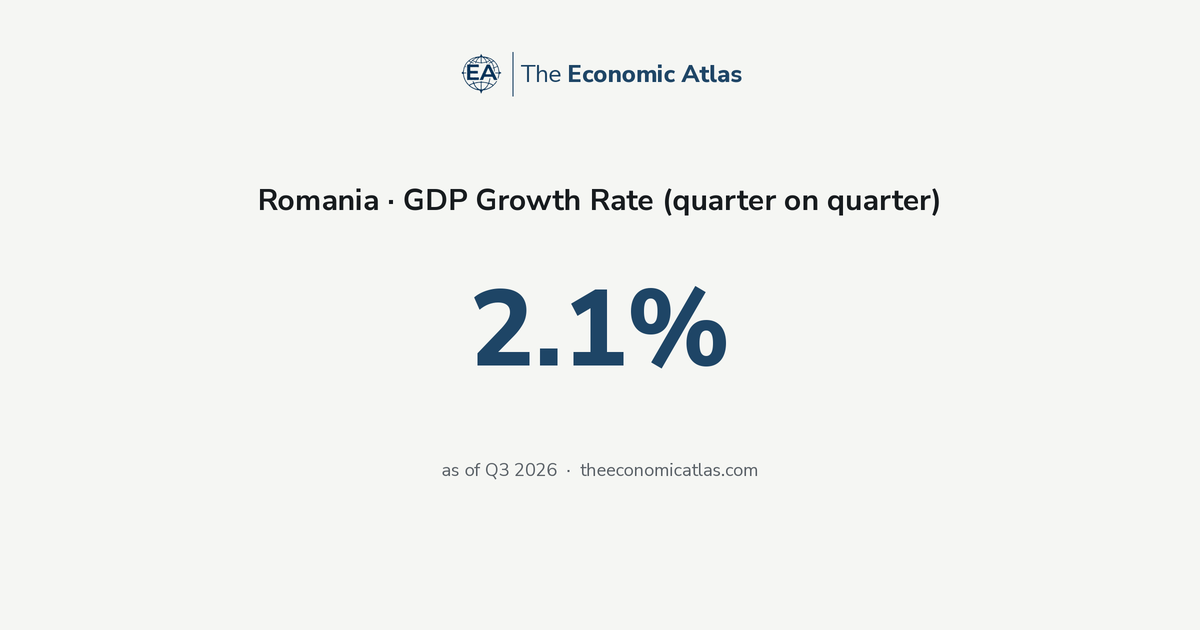 EA The Economic Atlas
Romania · GDP Growth Rate (quarter on quarter)
2.1%
as of Q3 2026 · theeconomicatlas.com